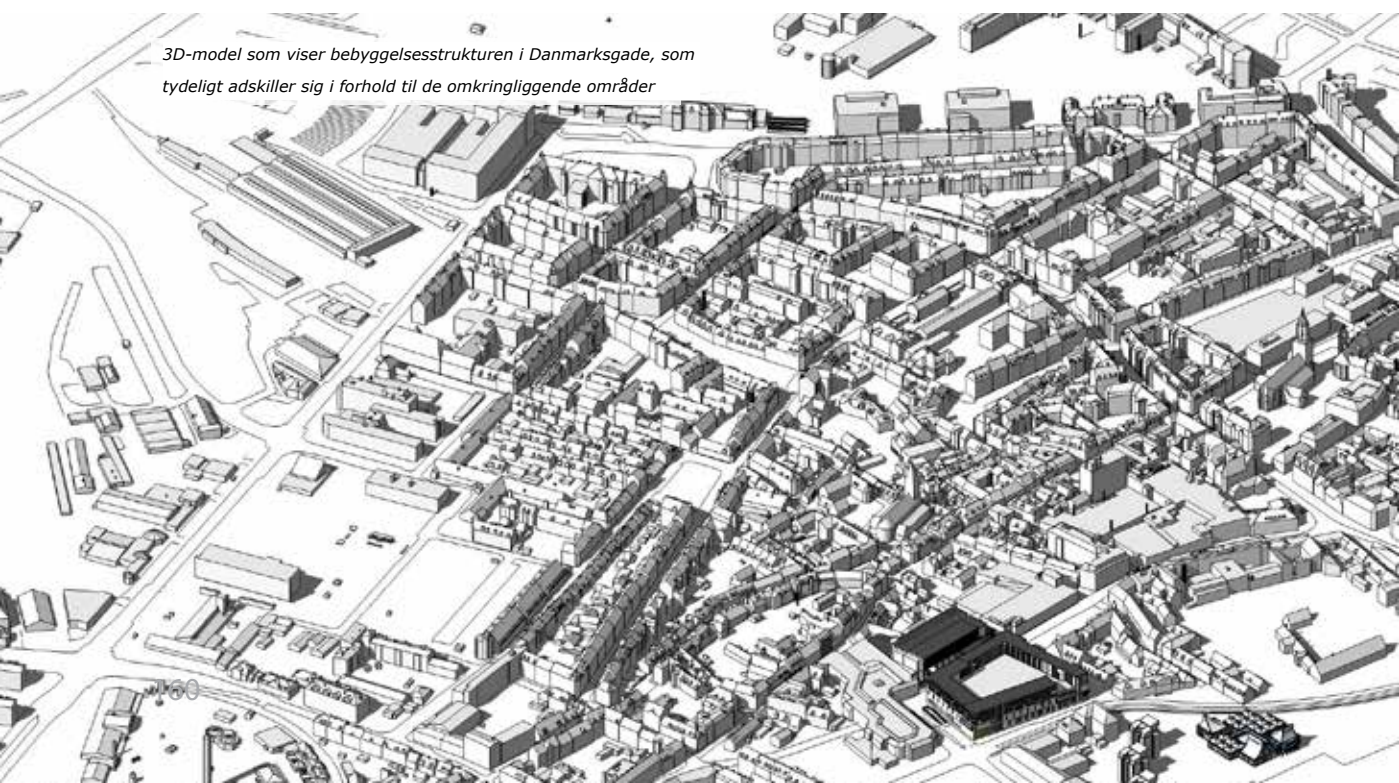 3D-model som viser bebyggelsesstrukturen i Danmarksgade, som
tydeligt adskiller sig i forhold til de omkringliggende områder